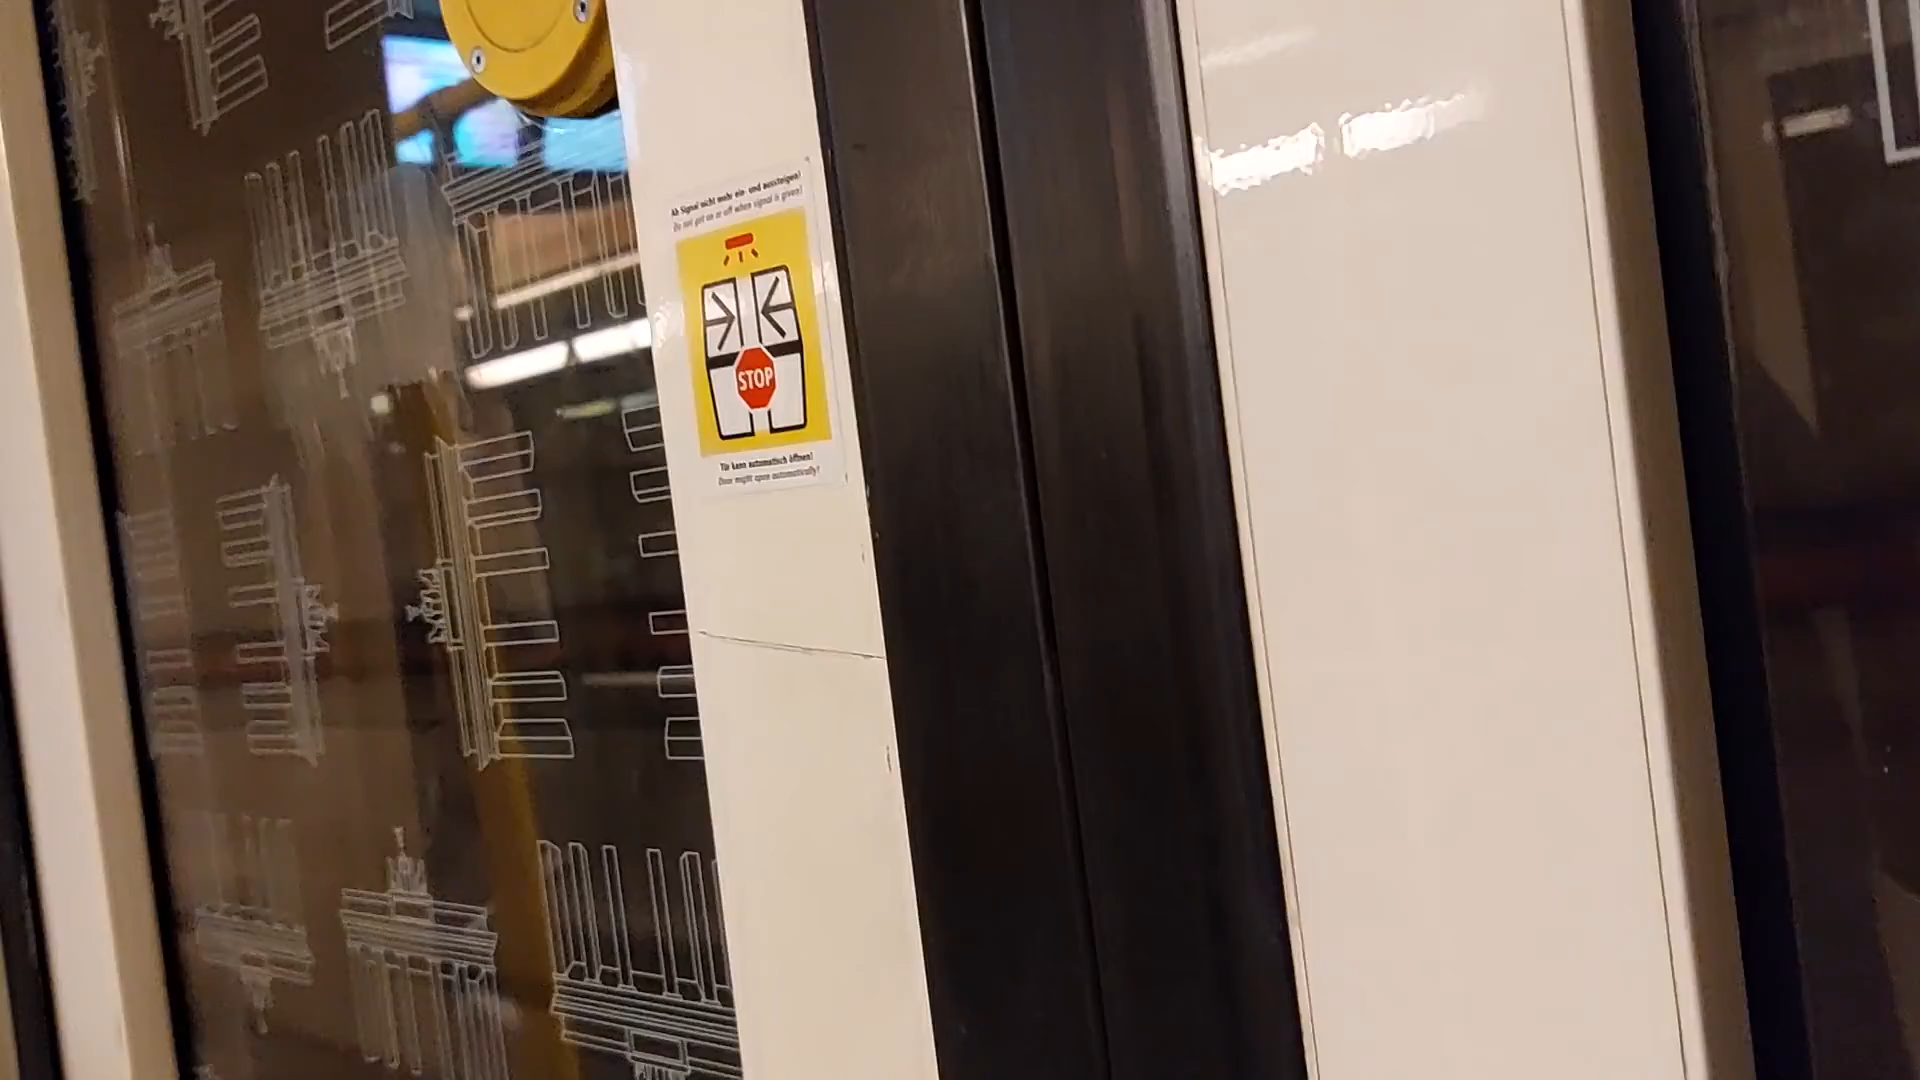 Ab Signal nicht mehr ein- und aussteigen!
Do not get on or off when signal is given!
STOP
Tür kann automatisch öffnen!
Door might open automatically!